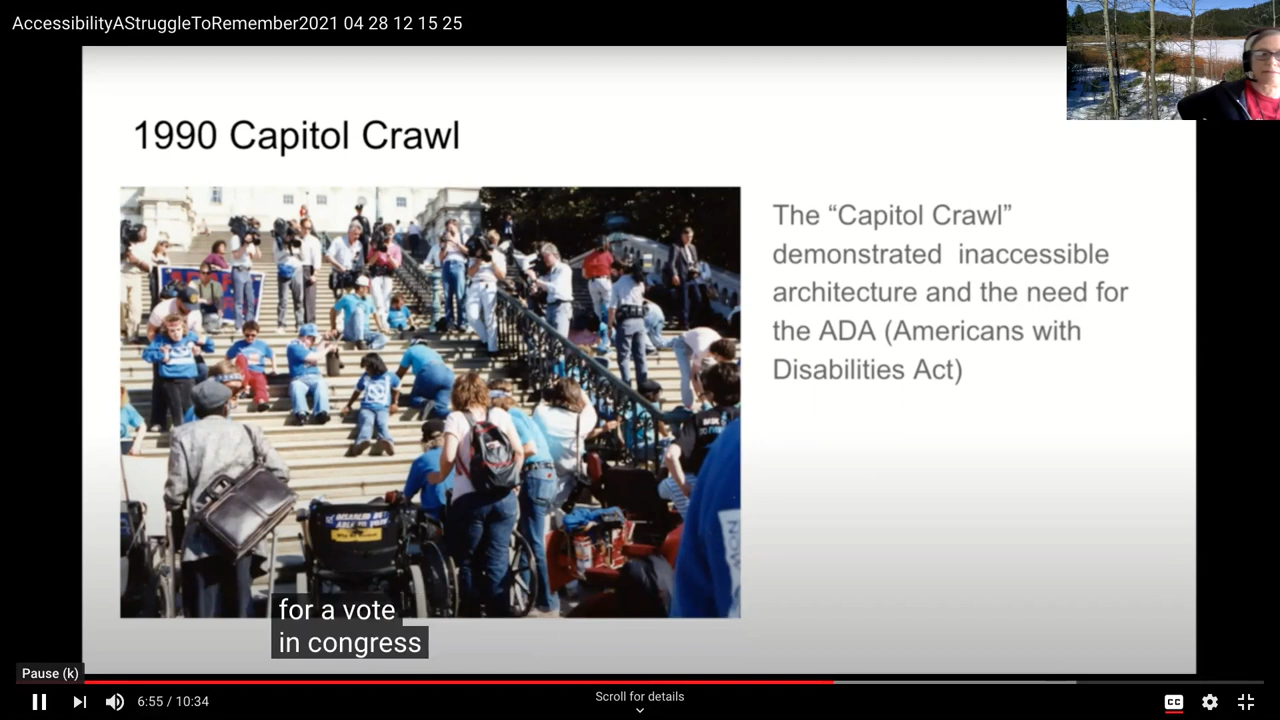 AccessibilityAStruggleToRemember2021 04 28 12 15 25
1990 Capitol Crawl
The “Capitol Crawl”
demonstrated  inaccessible
architecture and the need for
the ADA (Americans with
Disabilities Act)
for a vote
in congress
Pause (k)
6:55 / 10:34
Scroll for details
CC